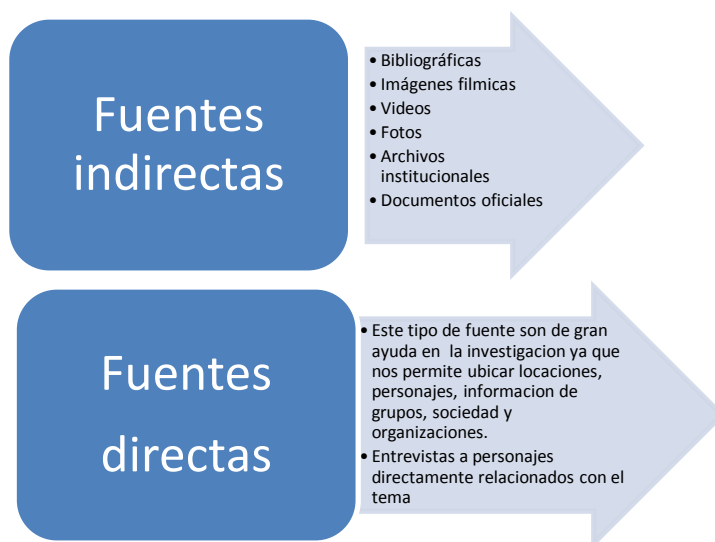 Fuentes
indirectas
• Bibliográficas
• Imágenes filmicas
• Videos
• Fotos
• Archivos
institucionales
• Documentos oficiales
Fuentes
directas
• Este tipo de fuente son de gran
ayuda en la investigacion ya que
nos permite ubicar locaciones,
personajes, informacion de
grupos, sociedad y
organizaciones.
• Entrevistas a personajes
directamente relacionados con el
tema